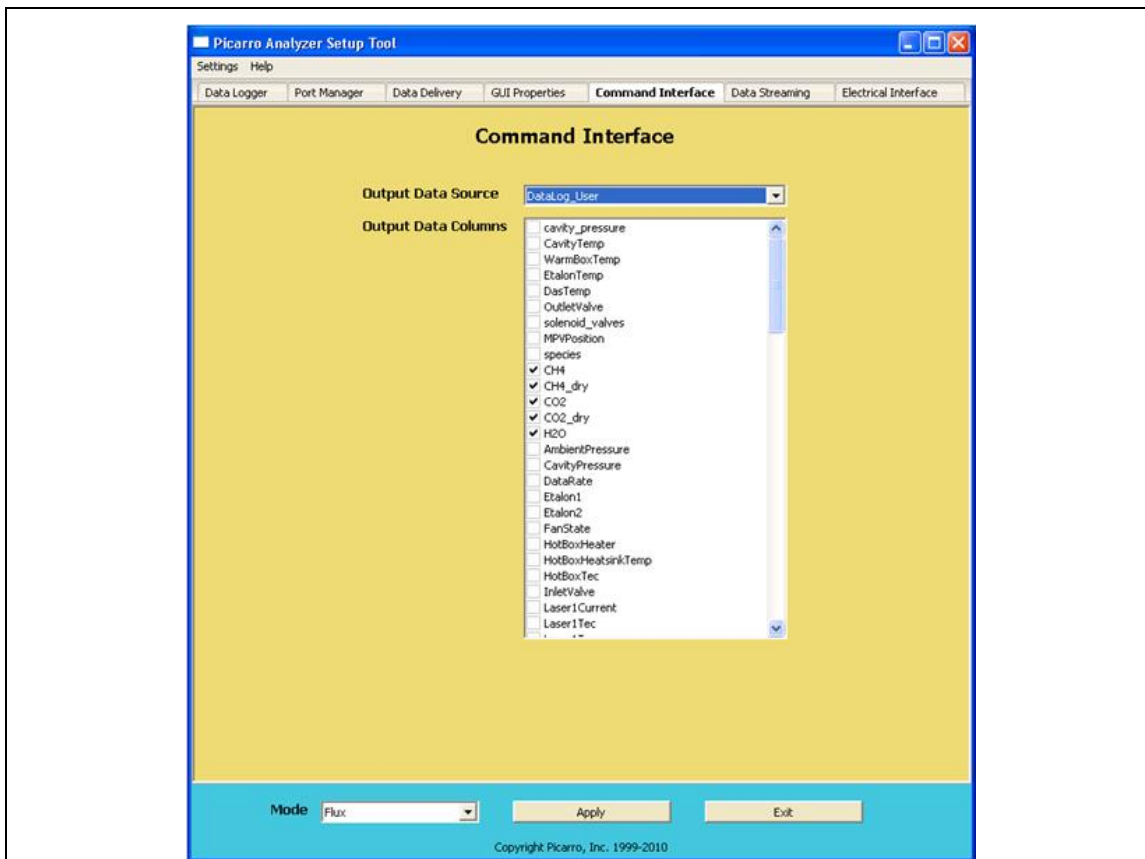 Picarro Analyzer Setup Tool
Settings Help
Data Logger Port Manager Data Delivery GUI Properties Command Interface Data Streaming Electrical Interface
Command Interface
Output Data Source DataLog_User
Output Data Columns
cavity_pressure
CavityTemp
WarmBoxTemp
EtalonTemp
DasTemp
OutletValve
solenoid_valves
MPVPosition
species
CH4
CH4_dry
CO2
CO2_dry
H2O
AmbientPressure
CavityPressure
DataRate
Etalon1
Etalon2
FanState
HotBoxHeater
HotBoxHeatsinkTemp
HotBoxTec
InletValve
Laser1Current
Laser1Tec
Mode Flux Apply Exit
Copyright Picarro, Inc. 1999-2010